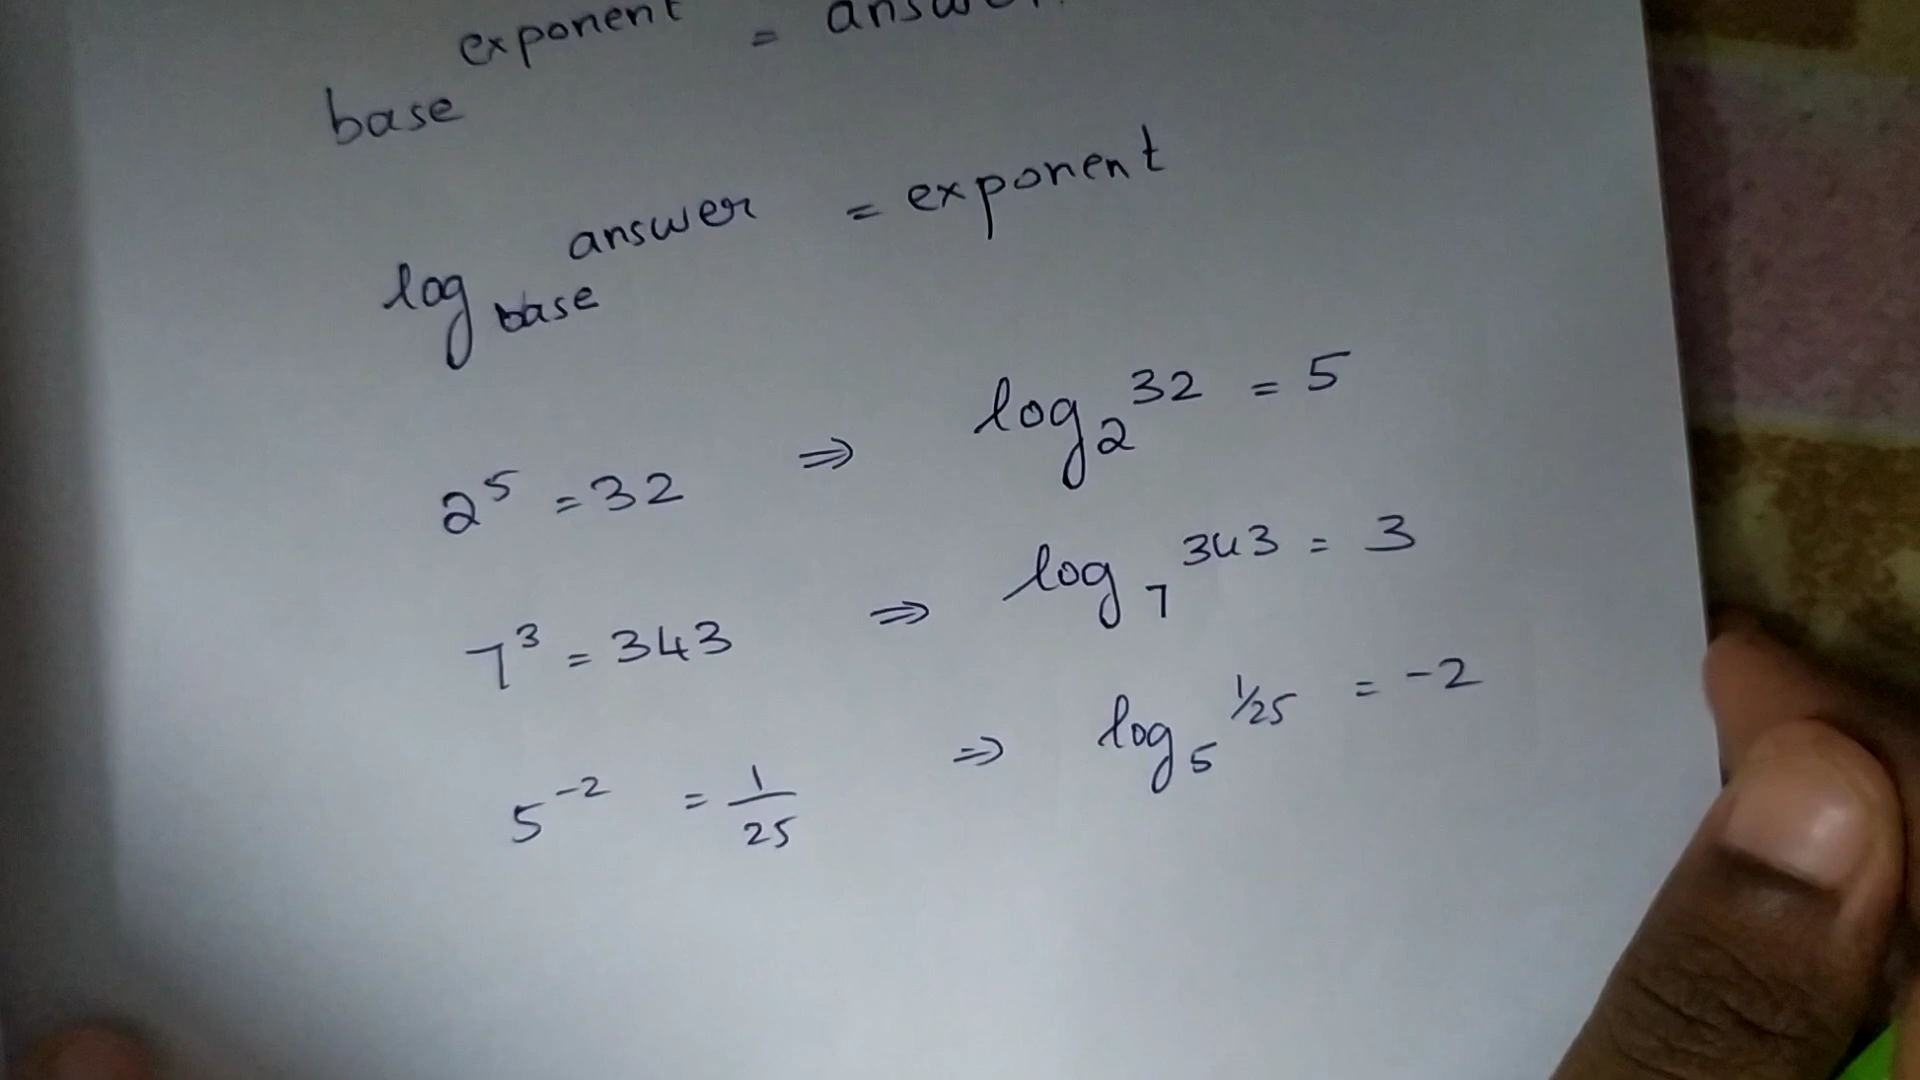 base^exponent = answer
log_base answer = exponent
2^5 = 32 ⇒ log_2 32 = 5
7^3 = 343 ⇒ log_7 343 = 3
5^-2 = 1/25 ⇒ log_5 1/25 = -2